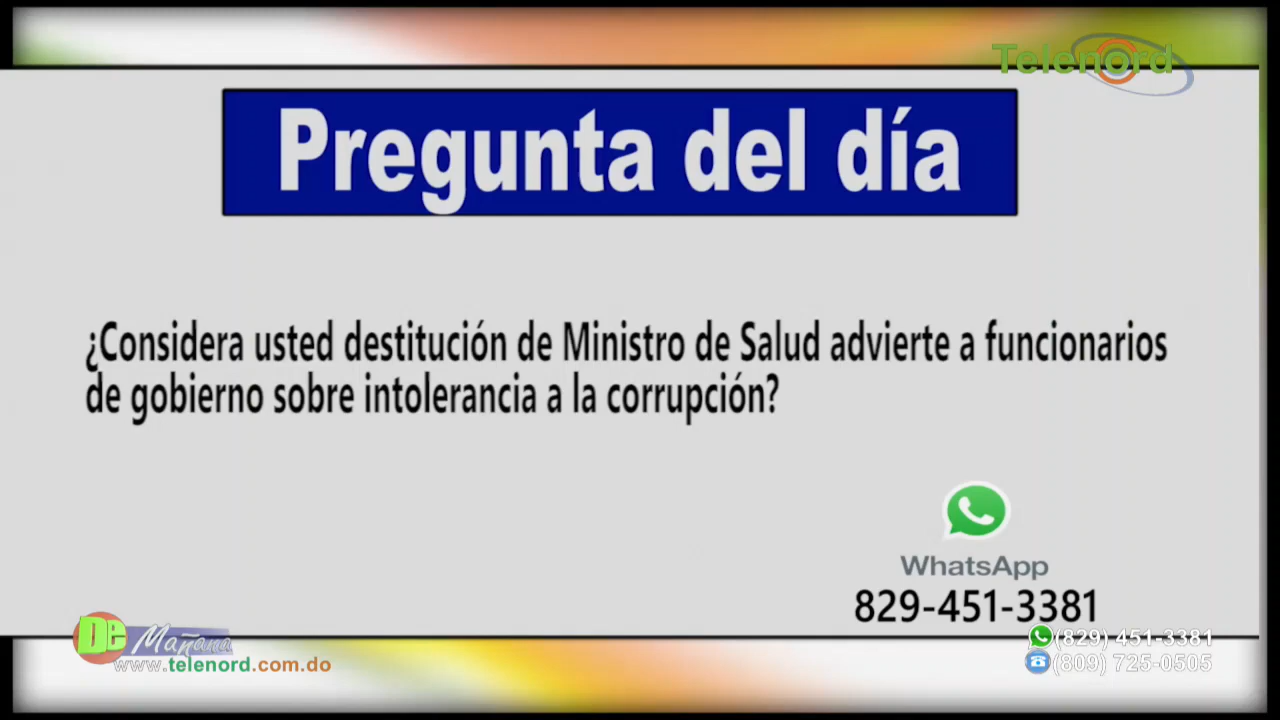 Telenord
Pregunta del día
¿Considera usted destitución de Ministro de Salud advierte a funcionarios
de gobierno sobre intolerancia a la corrupción?
WhatsApp
829-451-3381
De Mañana
www.telenord.com.do
(829) 451-3381
(809) 725-0505